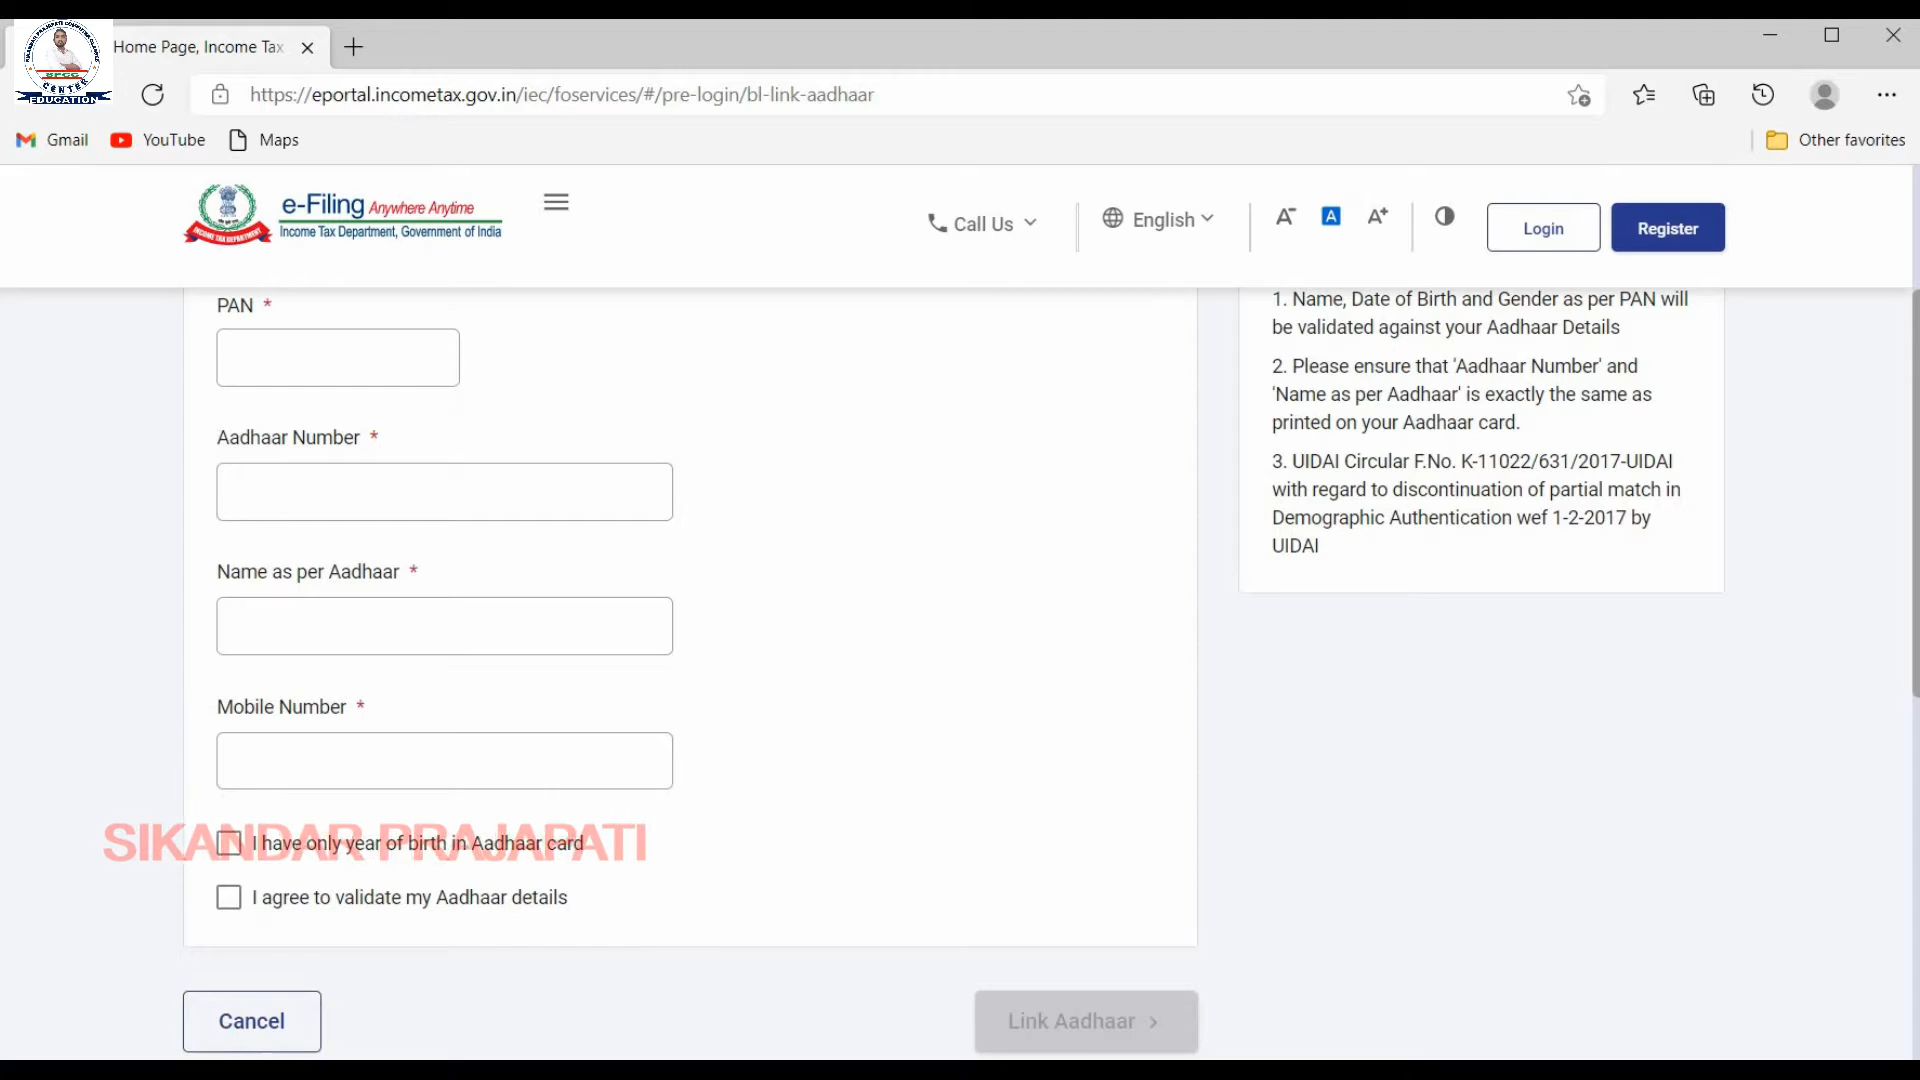 Home Page, Income Tax
SPCC
CENTER
EDUCATION
https://eportal.incometax.gov.in/iec/foservices/#/pre-login/bl-link-aadhaar
Gmail
YouTube
Maps
Other favorites
e-Filing Anywhere Anytime
Income Tax Department, Government of India
INCOME TAX DEPARTMENT
Call Us
English
A-
A
A+
Login
Register
PAN *
Aadhaar Number *
Name as per Aadhaar *
Mobile Number *
I have only year of birth in Aadhaar card
SIKANDAR PRAJAPATI
I agree to validate my Aadhaar details
Cancel
Link Aadhaar >
1. Name, Date of Birth and Gender as per PAN will
be validated against your Aadhaar Details
2. Please ensure that 'Aadhaar Number' and
'Name as per Aadhaar' is exactly the same as
printed on your Aadhaar card.
3. UIDAI Circular F.No. K-11022/631/2017-UIDAI
with regard to discontinuation of partial match in
Demographic Authentication wef 1-2-2017 by
UIDAI